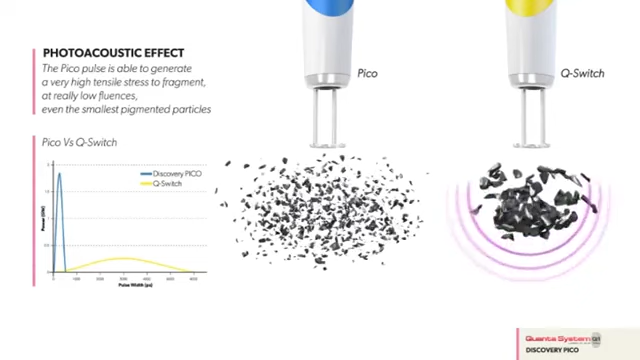 PHOTOACOUSTIC EFFECT
The Pico pulse is able to generate
a very high tensile stress to fragment,
at really low fluences,
even the smallest pigmented particles
Pico
Q-Switch
Pico Vs Q-Switch
Discovery PICO
Q-Switch
Pulse Width (ps)
Quanta System
DISCOVERY PICO